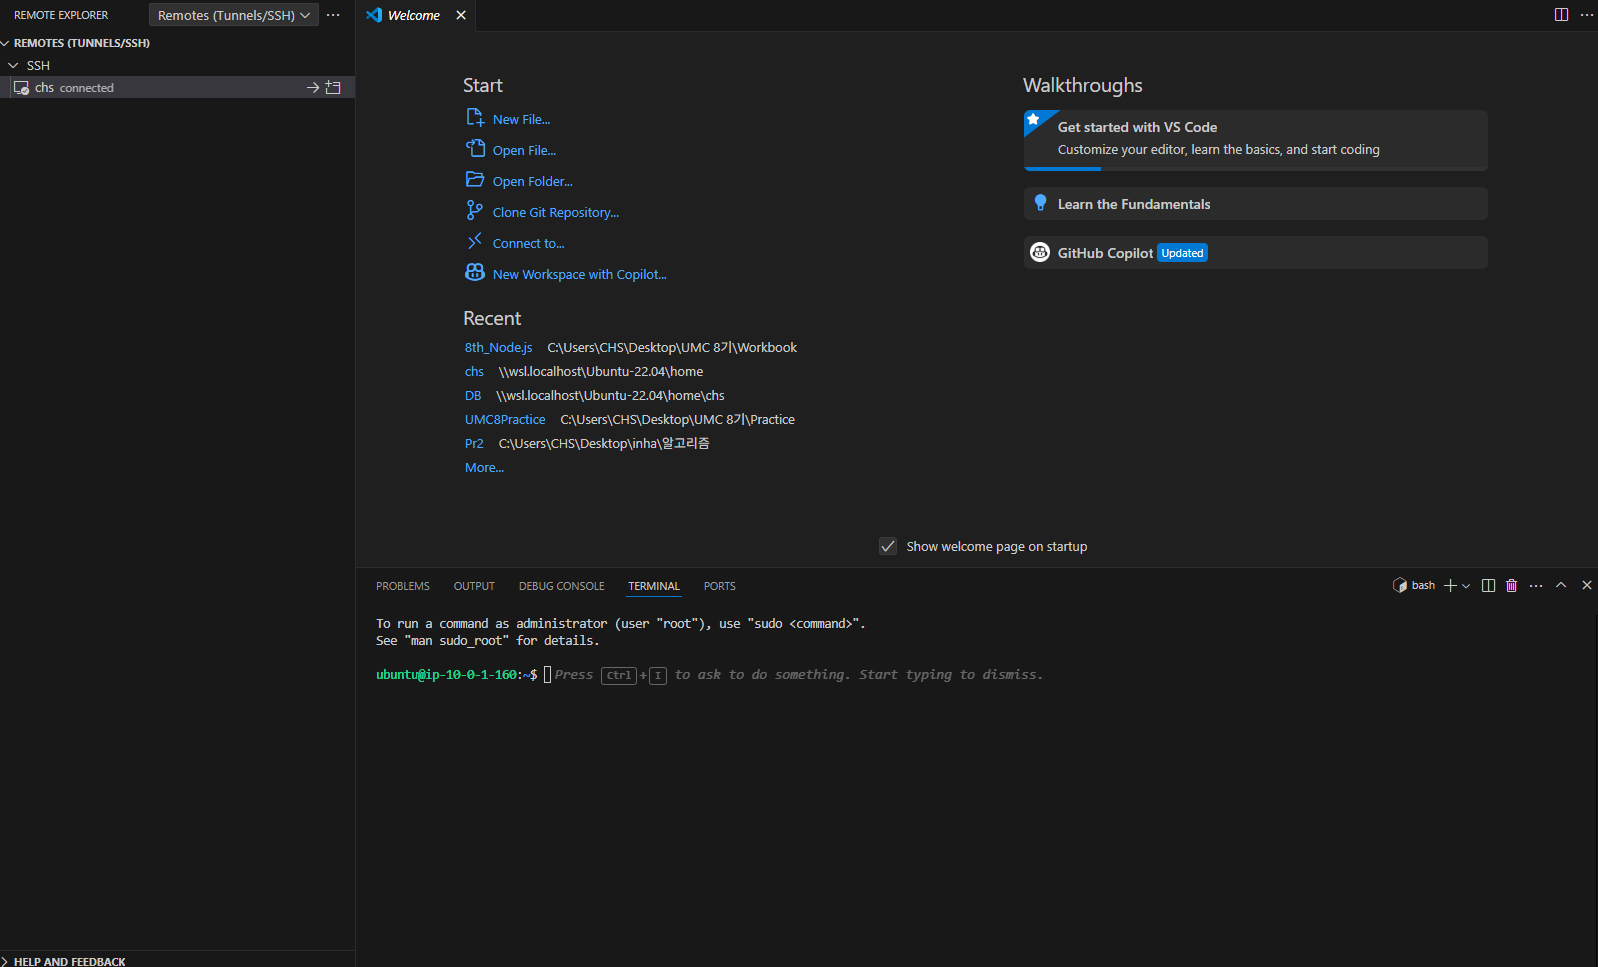 REMOTE EXPLORER
Remotes (Tunnels/SSH)
REMOTES (TUNNELS/SSH)
SSH
chs connected
HELP AND FEEDBACK
Welcome
Start
New File...
Open File...
Open Folder...
Clone Git Repository...
Connect to...
New Workspace with Copilot...
Recent
8th_Node.js C:\Users\CHS\Desktop\UMC 8기\Workbook
chs \\wsl.localhost\Ubuntu-22.04\home
DB \\wsl.localhost\Ubuntu-22.04\home\chs
UMC8Practice C:\Users\CHS\Desktop\UMC 8기\Practice
Pr2 C:\Users\CHS\Desktop\inha\알고리즘
More...
Walkthroughs
Get started with VS Code
Customize your editor, learn the basics, and start coding
Learn the Fundamentals
GitHub Copilot Updated
Show welcome page on startup
PROBLEMS OUTPUT DEBUG CONSOLE TERMINAL PORTS
bash
To run a command as administrator (user "root"), use "sudo <command>".
See "man sudo_root" for details.
ubuntu@ip-10-0-1-160:~$ Press Ctrl+I to ask to do something. Start typing to dismiss.